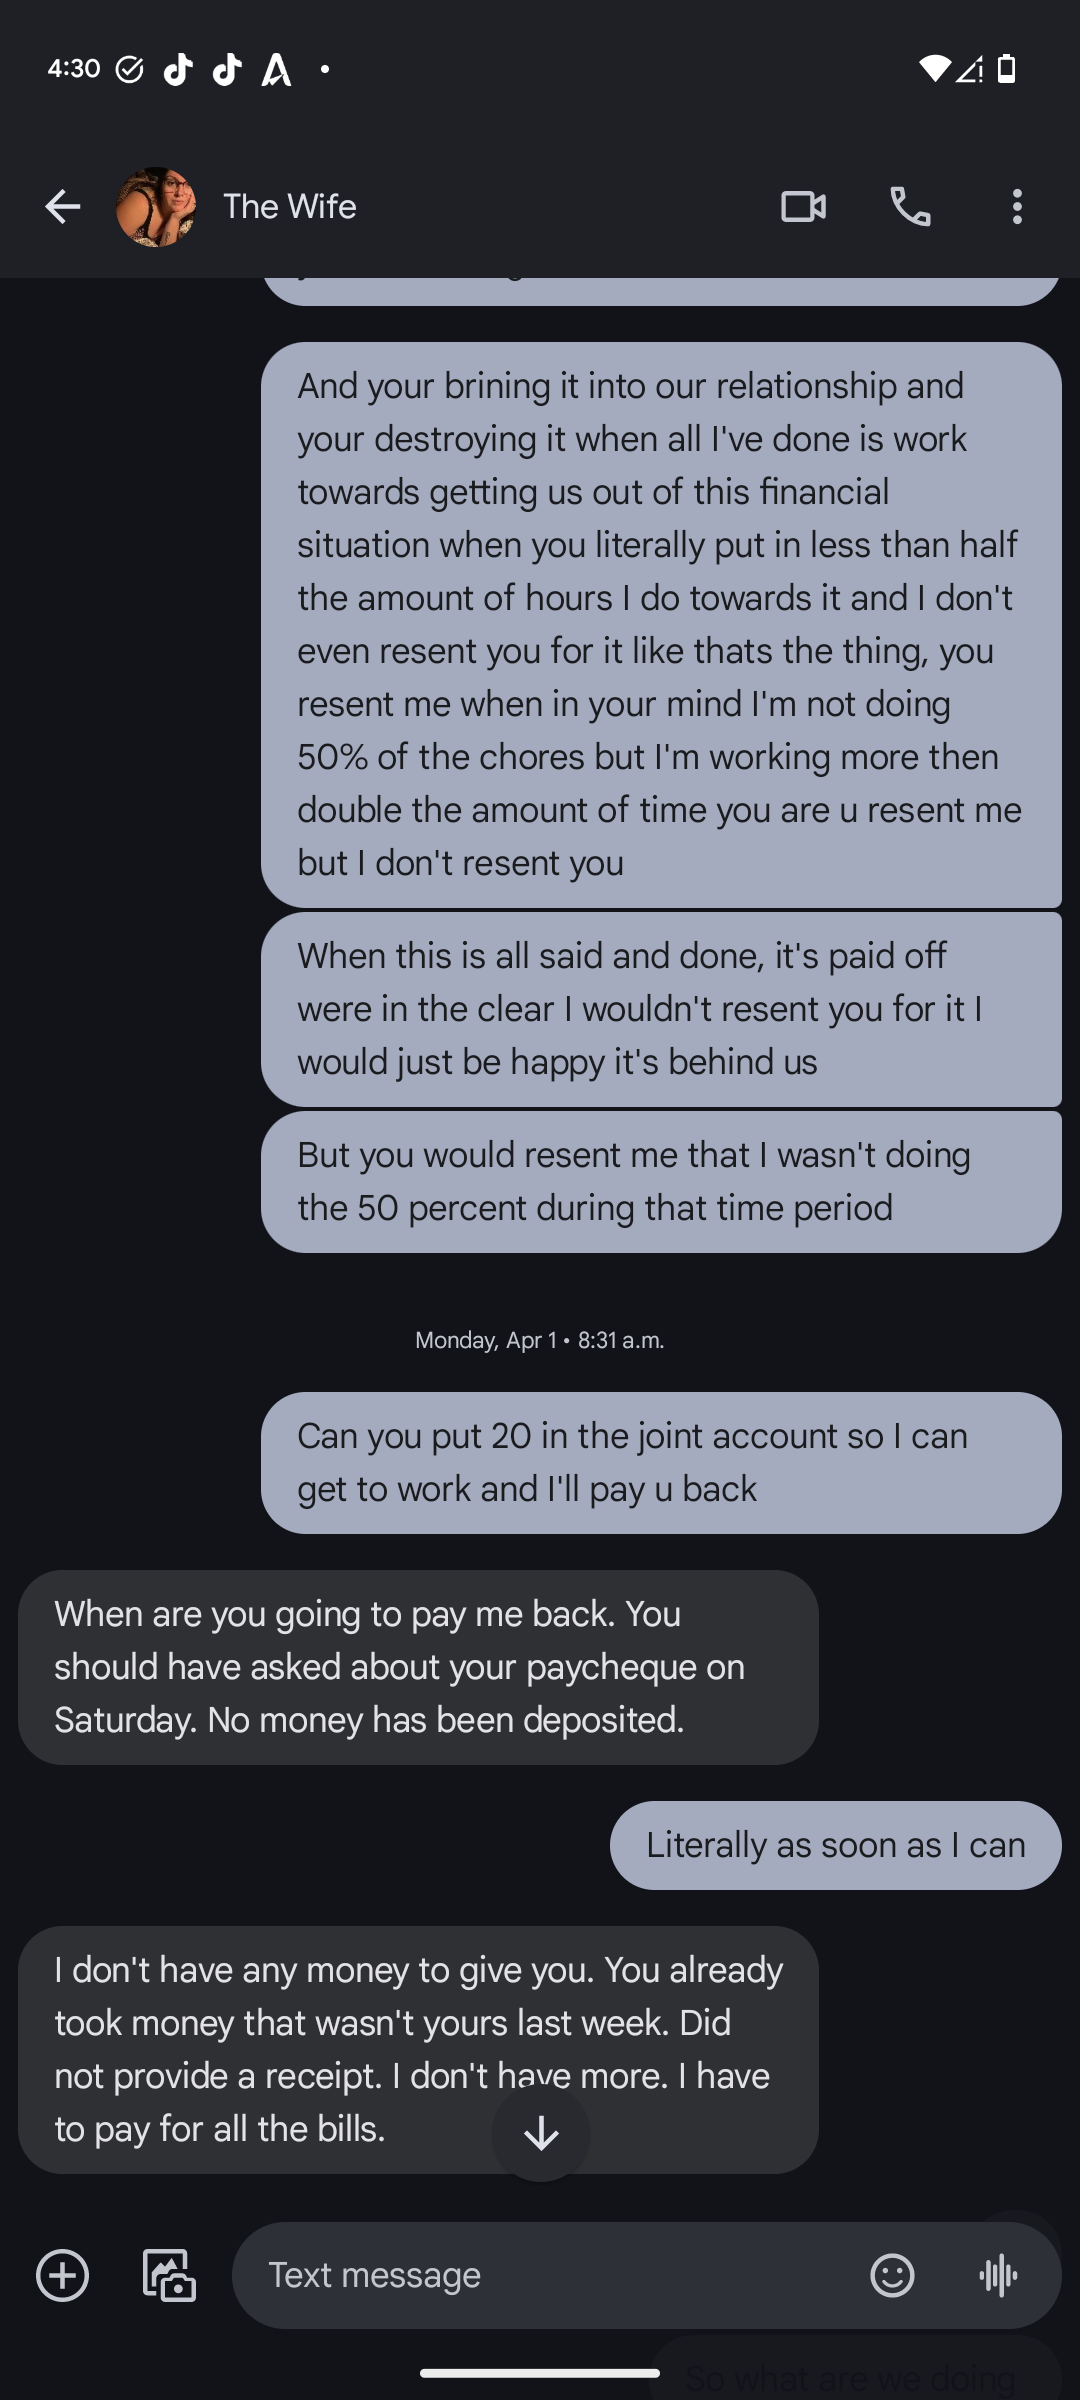 4:30
The Wife
And your brining it into our relationship and
your destroying it when all I've done is work
towards getting us out of this financial
situation when you literally put in less than half
the amount of hours I do towards it and I don't
even resent you for it like thats the thing, you
resent me when in your mind I'm not doing
50% of the chores but I'm working more then
double the amount of time you are u resent me
but I don't resent you
When this is all said and done, it's paid off
were in the clear I wouldn't resent you for it I
would just be happy it's behind us
But you would resent me that I wasn't doing
the 50 percent during that time period
Monday, Apr 1 • 8:31 a.m.
Can you put 20 in the joint account so I can
get to work and I'll pay u back
When are you going to pay me back. You
should have asked about your paycheque on
Saturday. No money has been deposited.
Literally as soon as I can
I don't have any money to give you. You already
took money that wasn't yours last week. Did
not provide a receipt. I don't have more. I have
to pay for all the bills.
Text message
So what are we doing